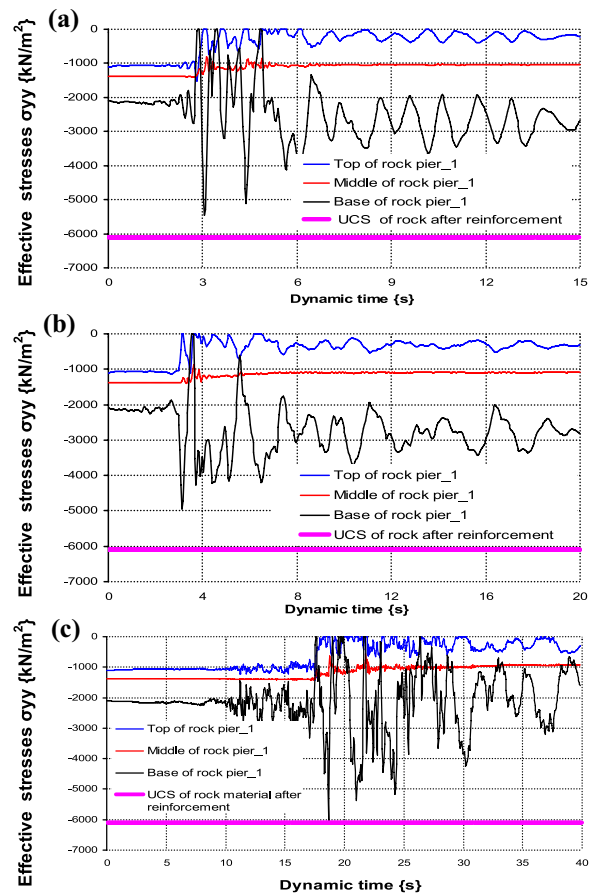 (a)
Effective stresses σyy {kN/m²}
0
-1000
-2000
-3000
-4000
-5000
-6000
-7000
Top of rock pier_1
Middle of rock pier_1
Base of rock pier_1
UCS of rock after reinforcement
0 3 6 9 12 15
Dynamic time {s}
(b)
Effective stresses σyy {kN/m²}
0
-1000
-2000
-3000
-4000
-5000
-6000
-7000
Top of rock pier_1
Middle of rock pier_1
Base of rock pier_1
UCS of rock after reinforcement
0 4 8 12 16 20
Dynamic time {s}
(c)
Effective stresses σyy {kN/m²}
0
-1000
-2000
-3000
-4000
-5000
-6000
-7000
-8000
Top of rock pier_1
Middle of rock pier_1
Base of rock pier_1
UCS of rock material after
reinforcement
0 5 10 15 20 25 30 35 40
Dynamic time {s}